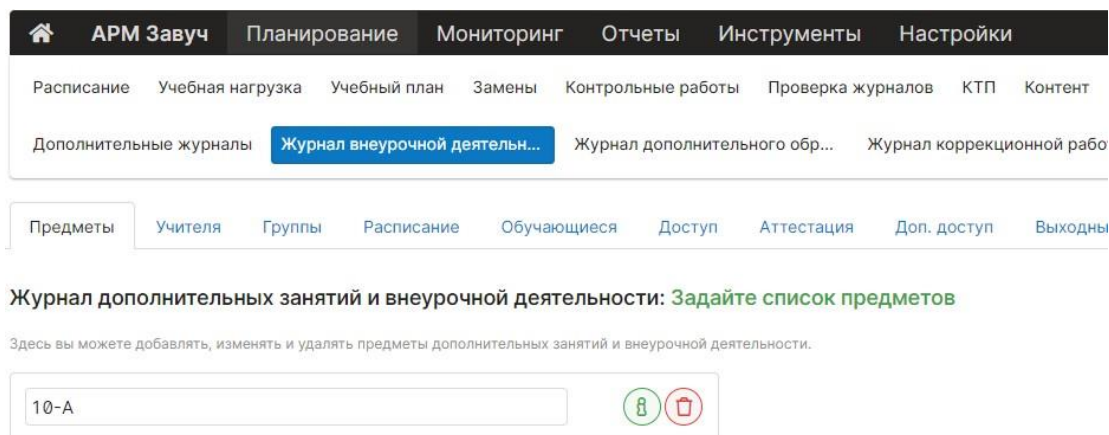 АРМ Завуч Планирование Мониторинг Отчеты Инструменты Настройки
Расписание Учебная нагрузка Учебный план Замены Контрольные работы Проверка журналов КТП Контент
Дополнительные журналы Журнал внеурочной деятельн... Журнал дополнительного обр... Журнал коррекционной рабо
Предметы Учителя Группы Расписание Обучающиеся Доступ Аттестация Доп. доступ Выходны
Журнал дополнительных занятий и внеурочной деятельности: Задайте список предметов
Здесь вы можете добавлять, изменять и удалять предметы дополнительных занятий и внеурочной деятельности.
10-А